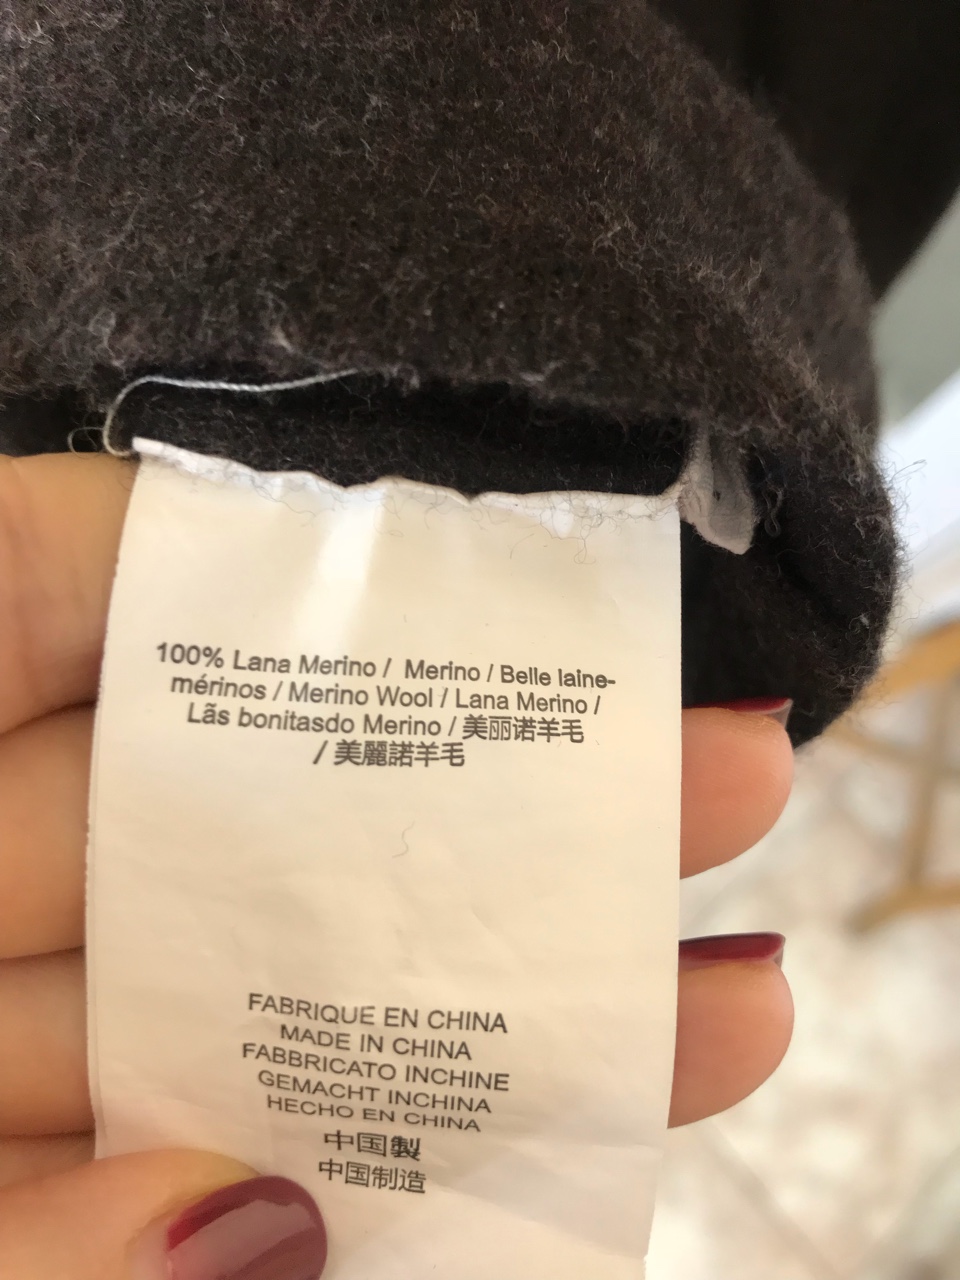 100% Lana Merino / Merino / Belle laine-
mérinos / Merino Wool / Lana Merino /
Lãs bonitasdo Merino / 美丽诺羊毛
/ 美麗諾羊毛
FABRIQUE EN CHINA
MADE IN CHINA
FABBRICATO INCHINE
GEMACHT INCHINA
HECHO EN CHINA
中国製
中国制造